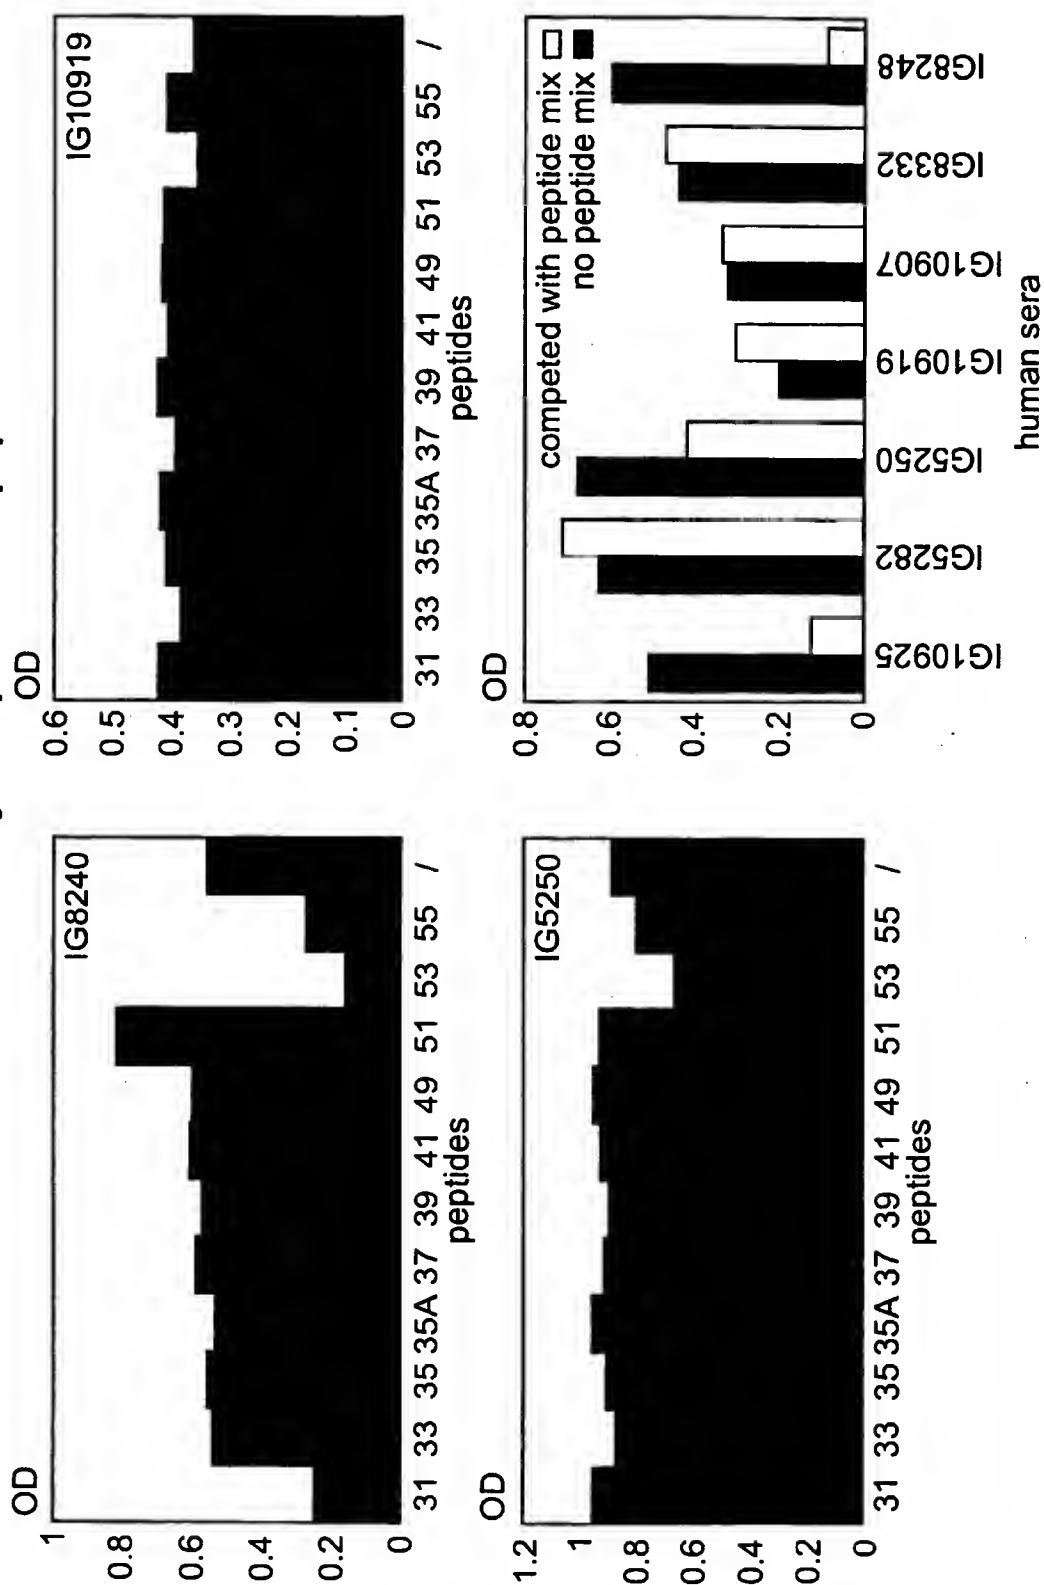 OD
IG8240
1
0.8
0.6
0.4
0.2
0
31 33 35 35A 37 39 41 49 51 53 55 /
peptides
OD
IG10919
0.6
0.5
0.4
0.3
0.2
0.1
0
31 33 35 35A 37 39 41 49 51 53 55 /
peptides
OD
IG5250
1.2
1
0.8
0.6
0.4
0.2
0
31 33 35 35A 37 39 41 49 51 53 55 /
peptides
OD
competed with peptide mix
no peptide mix
0.8
0.6
0.4
0.2
0
IG10925
IG5282
IG5250
IG10919
IG10907
IG8332
IG8248
human sera